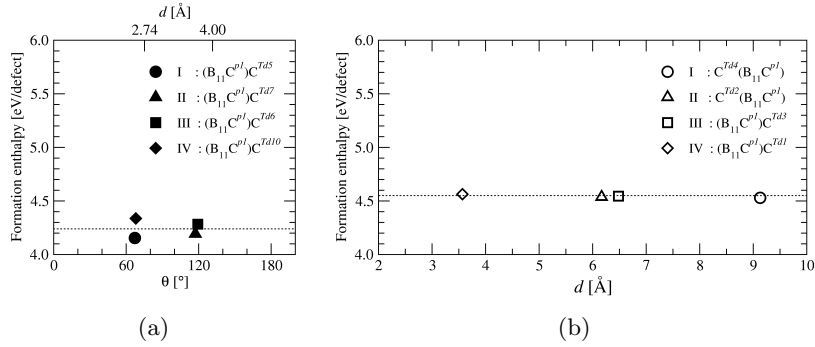 d [Å]
2.74 4.00
6.0
5.5
5.0
4.5
4.0
Formation enthalpy [eV/defect]
I : (B₁₁Cᵖ¹)Cᵀᵈ⁵
II : (B₁₁Cᵖ¹)Cᵀᵈ⁷
III : (B₁₁Cᵖ¹)Cᵀᵈ⁶
IV : (B₁₁Cᵖ¹)Cᵀᵈ¹⁰
0 60 120 180
θ [°]
(a)
6.0
5.5
5.0
4.5
4.0
Formation enthalpy [eV/defect]
I : Cᵀᵈ⁴(B₁₁Cᵖ¹)
II : Cᵀᵈ²(B₁₁Cᵖ¹)
III : (B₁₁Cᵖ¹)Cᵀᵈ³
IV : (B₁₁Cᵖ¹)Cᵀᵈ¹
2 3 4 5 6 7 8 9 10
d [Å]
(b)